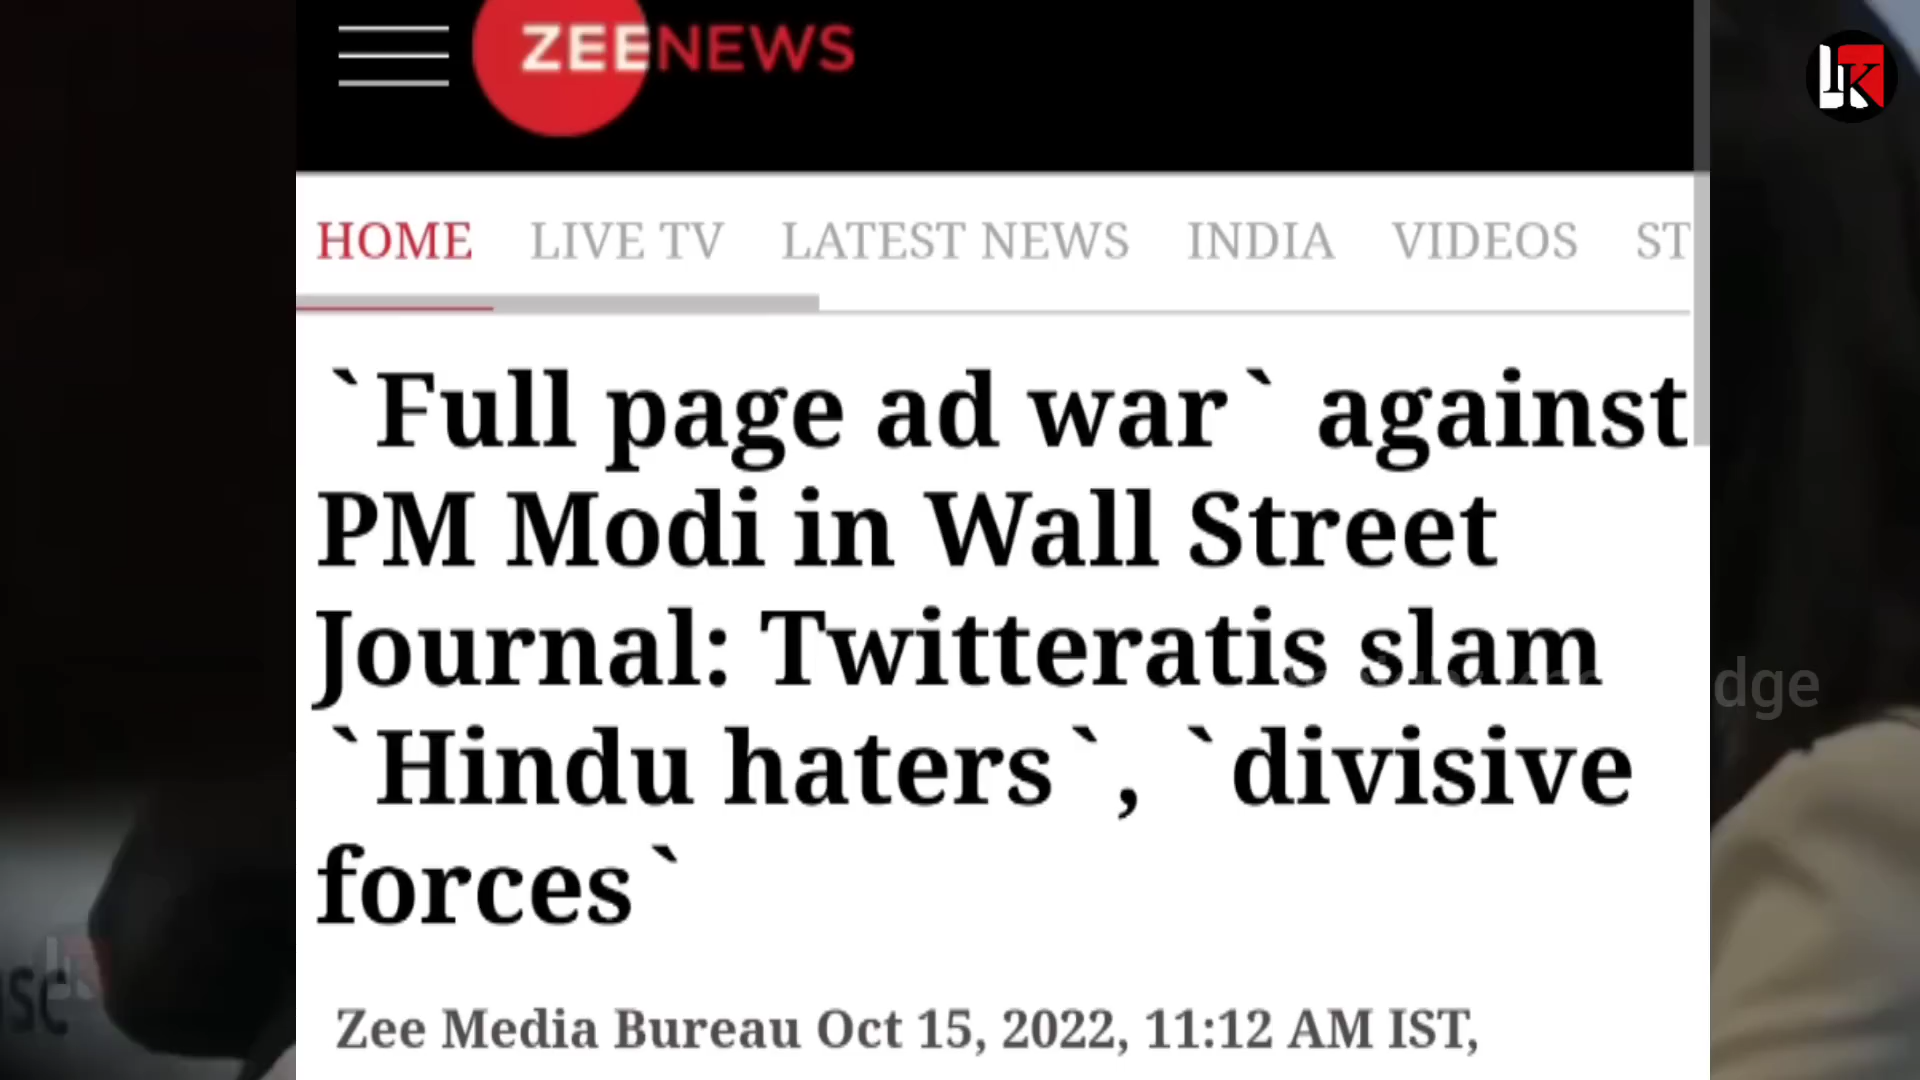 ZEENEWS
LK
HOME LIVE TV LATEST NEWS INDIA VIDEOS ST
`Full page ad war` against
PM Modi in Wall Street
Journal: Twitteratis slam
`Hindu haters`, `divisive
forces`
Zee Media Bureau Oct 15, 2022, 11:12 AM IST,